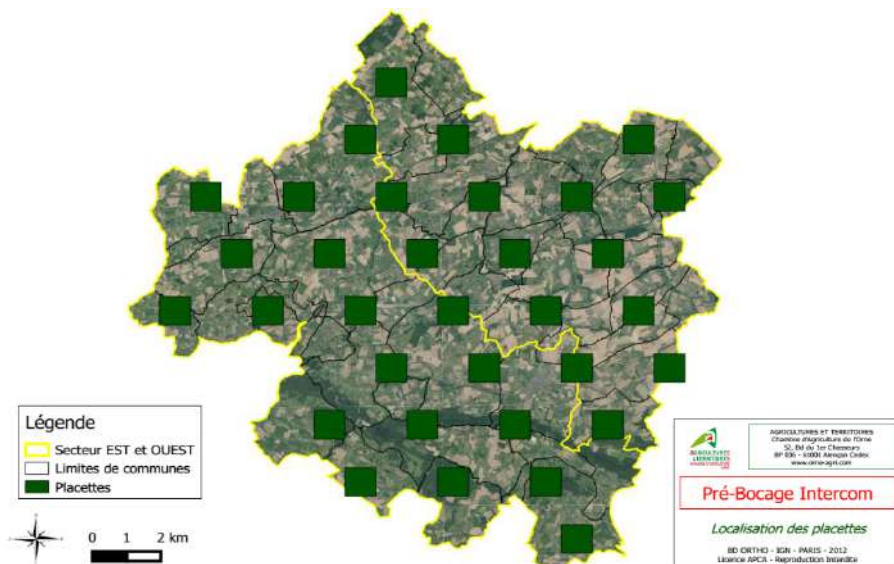 Légende
Secteur EST et OUEST
Limites de communes
Placettes
0 1 2 km
AGRICULTURES
& TERRITOIRES
AGRICULTURES ET TERRITOIRES
Chambre d'Agriculture de l'Orne
52, Bd du 1er Chasseurs
BP 036 - 61001 Alençon Cedex
www.orne-agri.com
Pré-Bocage Intercom
Localisation des placettes
BD ORTHO - IGN - PARIS - 2012
Licence APCA - Reproduction Interdite